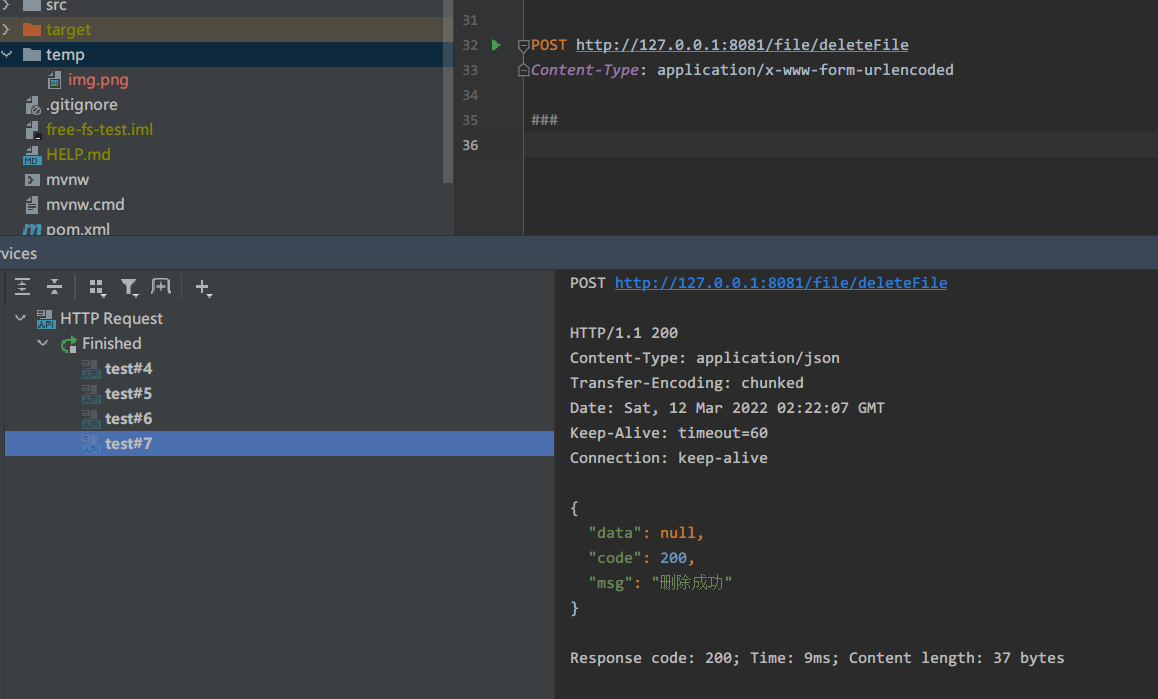 src
target
temp
img.png
.gitignore
free-fs-test.iml
HELP.md
mvnw
mvnw.cmd
pom.xml
31
32 POST http://127.0.0.1:8081/file/deleteFile
33 Content-Type: application/x-www-form-urlencoded
34
35 ###
36
rvices
HTTP Request
Finished
test#4
test#5
test#6
test#7
POST http://127.0.0.1:8081/file/deleteFile
HTTP/1.1 200
Content-Type: application/json
Transfer-Encoding: chunked
Date: Sat, 12 Mar 2022 02:22:07 GMT
Keep-Alive: timeout=60
Connection: keep-alive
{
"data": null,
"code": 200,
"msg": "删除成功"
}
Response code: 200; Time: 9ms; Content length: 37 bytes